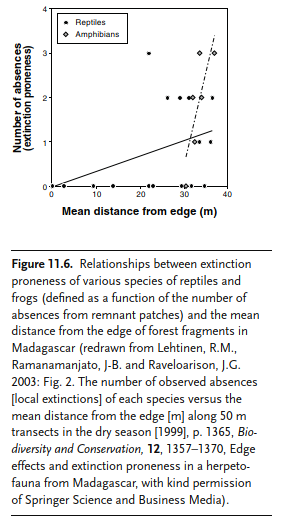 4
3
2
1
0
Number of absences
(extinction proneness)
Reptiles
Amphibians
0 10 20 30 40
Mean distance from edge (m)
Figure 11.6. Relationships between extinction
proneness of various species of reptiles and
frogs (defined as a function of the number of
absences from remnant patches) and the mean
distance from the edge of forest fragments in
Madagascar (redrawn from Lehtinen, R.M.,
Ramanamanjato, J-B. and Raveloarison, J.G.
2003: Fig. 2. The number of observed absences
[local extinctions] of each species versus the
mean distance from the edge [m] along 50 m
transects in the dry season [1999], p. 1365, Bio-
diversity and Conservation, 12, 1357–1370, Edge
effects and extinction proneness in a herpeto-
fauna from Madagascar, with kind permission
of Springer Science and Business Media).